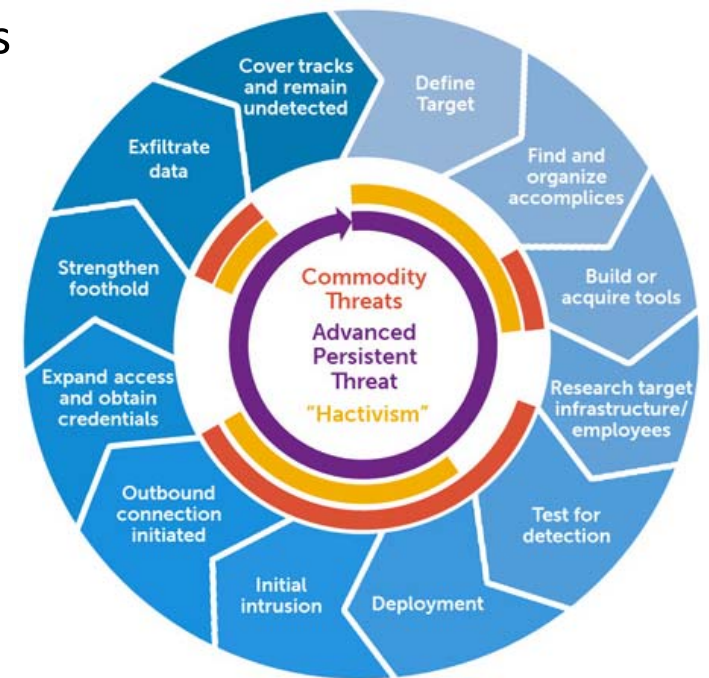 s
Cover tracks
and remain
undetected
Define
Target
Find and
organize
accomplices
Build or
acquire tools
Research target
infrastructure/
employees
Test for
detection
Deployment
Initial
intrusion
Outbound
connection
initiated
Expand access
and obtain
credentials
Strengthen
foothold
Exfiltrate
data
Commodity
Threats
Advanced
Persistent
Threat
"Hactivism"